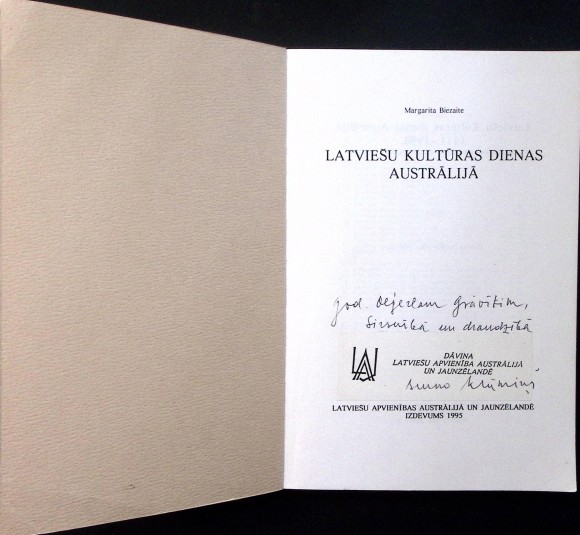 Margarita Biezaite
LATVIEŠU KULTŪRAS DIENAS
AUSTRĀLIJĀ
god. Grāvītim,
Sirsnībā un draudzībā
DĀVINA
LATVIEŠU APVIENĪBA AUSTRĀLIJĀ
UN JAUNZĒLANDĒ
Krūmiņš
LATVIEŠU APVIENĪBAS AUSTRĀLIJĀ UN JAUNZĒLANDĒ
IZDEVUMS 1995